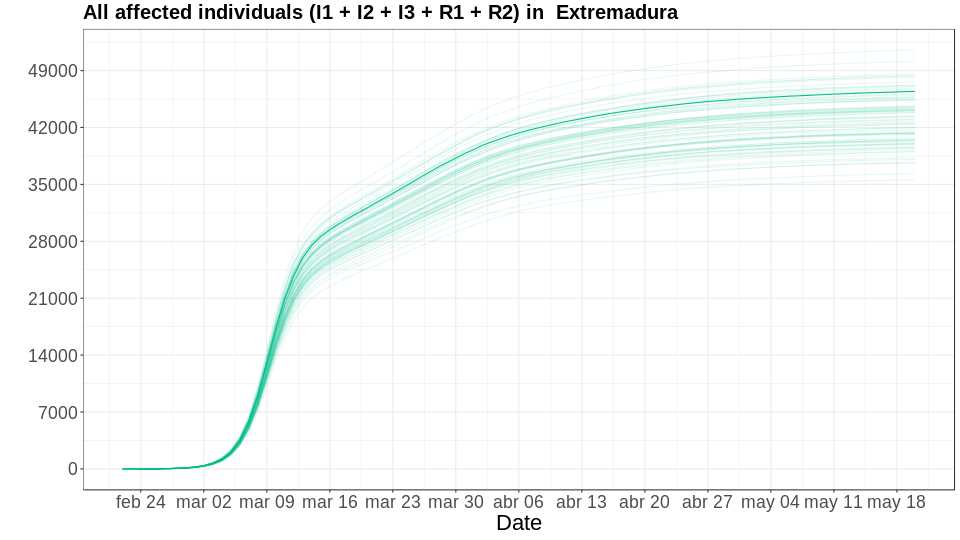 All affected individuals (I1 + I2 + I3 + R1 + R2) in  Extremadura
49000
42000
35000
28000
21000
14000
7000
0
feb 24 mar 02 mar 09 mar 16 mar 23 mar 30 abr 06 abr 13 abr 20 abr 27 may 04 may 11 may 18
Date